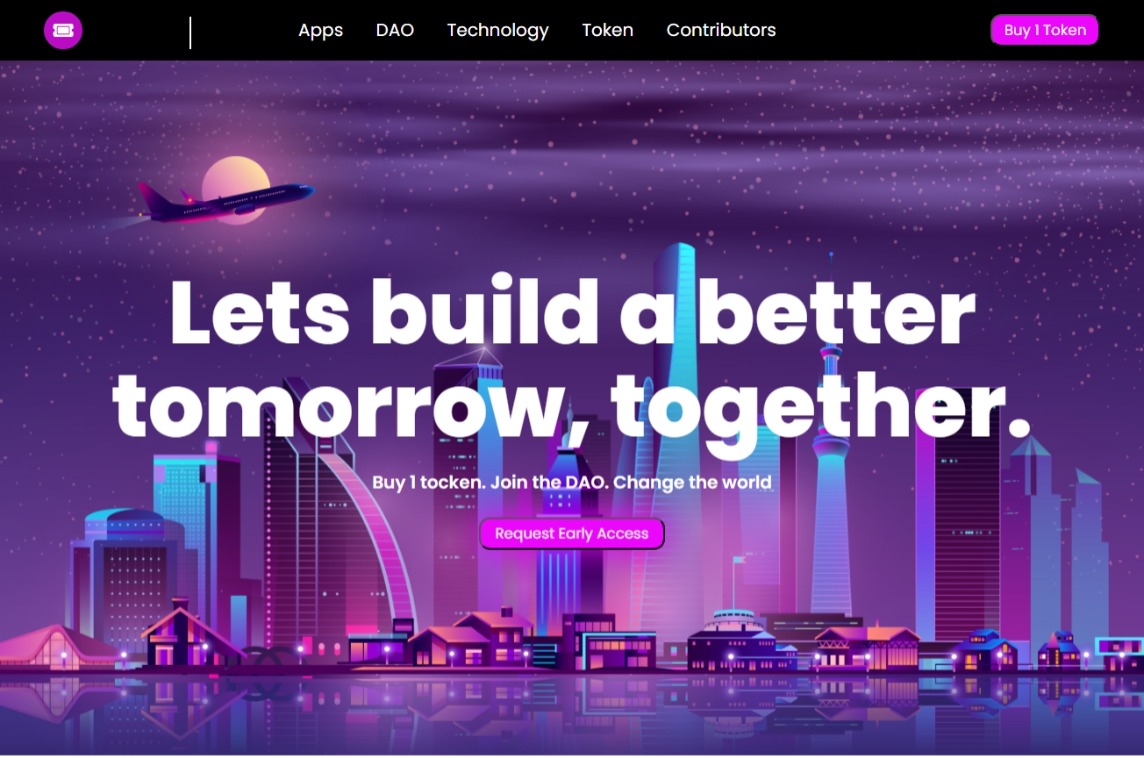 Apps DAO Technology Token Contributors Buy 1 Token
Lets build a better
tomorrow, together.
Buy 1 tocken. Join the DAO. Change the world
Request Early Access